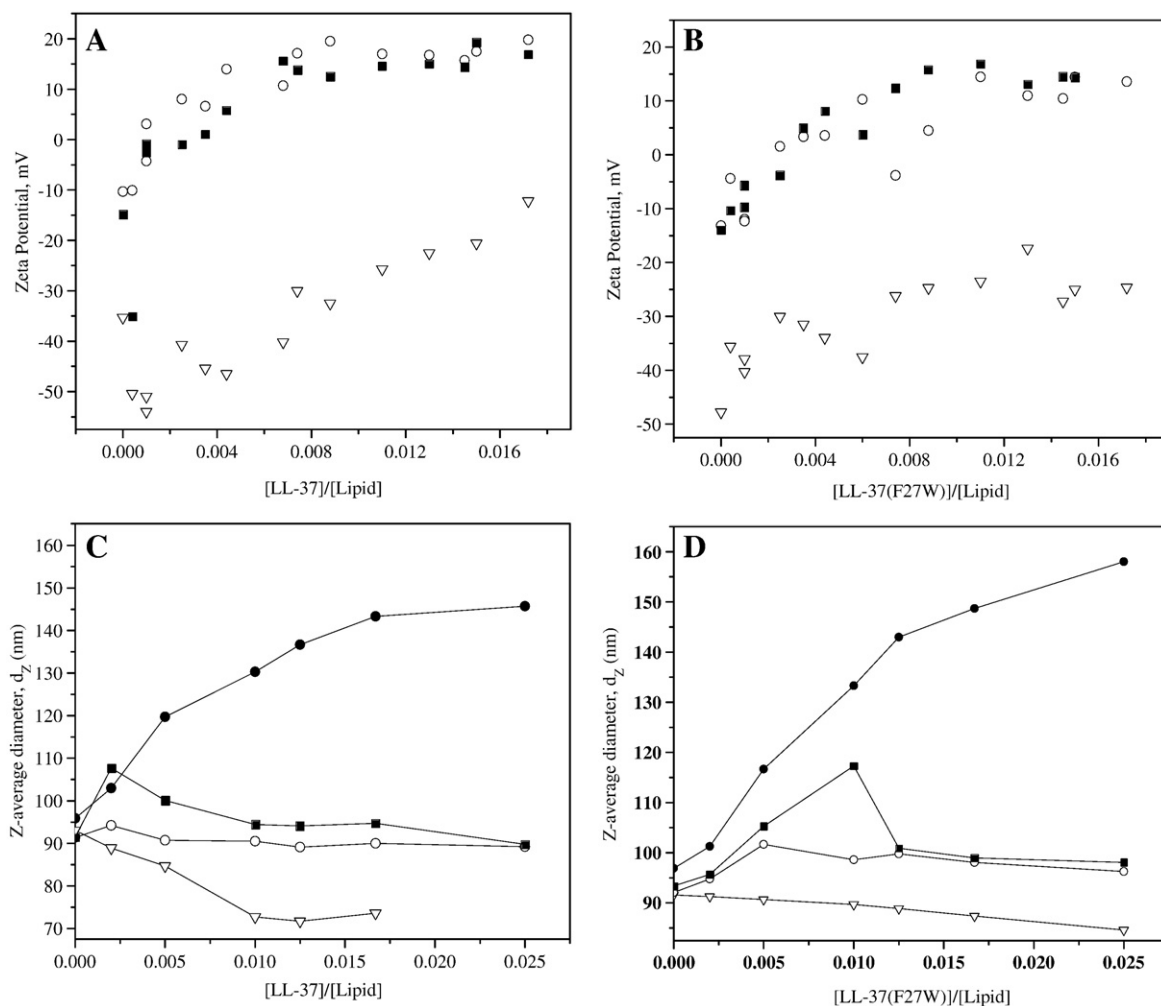 A
20
10
0
-10
-20
-30
-40
-50
Zeta Potential, mV
0.000 0.004 0.008 0.012 0.016
[LL-37]/[Lipid]
B
20
10
0
-10
-20
-30
-40
-50
Zeta Potential, mV
0.000 0.004 0.008 0.012 0.016
[LL-37(F27W)]/[Lipid]
C
160
150
140
130
120
110
100
90
80
70
Z-average diameter, d_Z (nm)
0.000 0.005 0.010 0.015 0.020 0.025
[LL-37]/[Lipid]
D
160
150
140
130
120
110
100
90
Z-average diameter, d_Z (nm)
0.000 0.005 0.010 0.015 0.020 0.025
[LL-37(F27W)]/[Lipid]